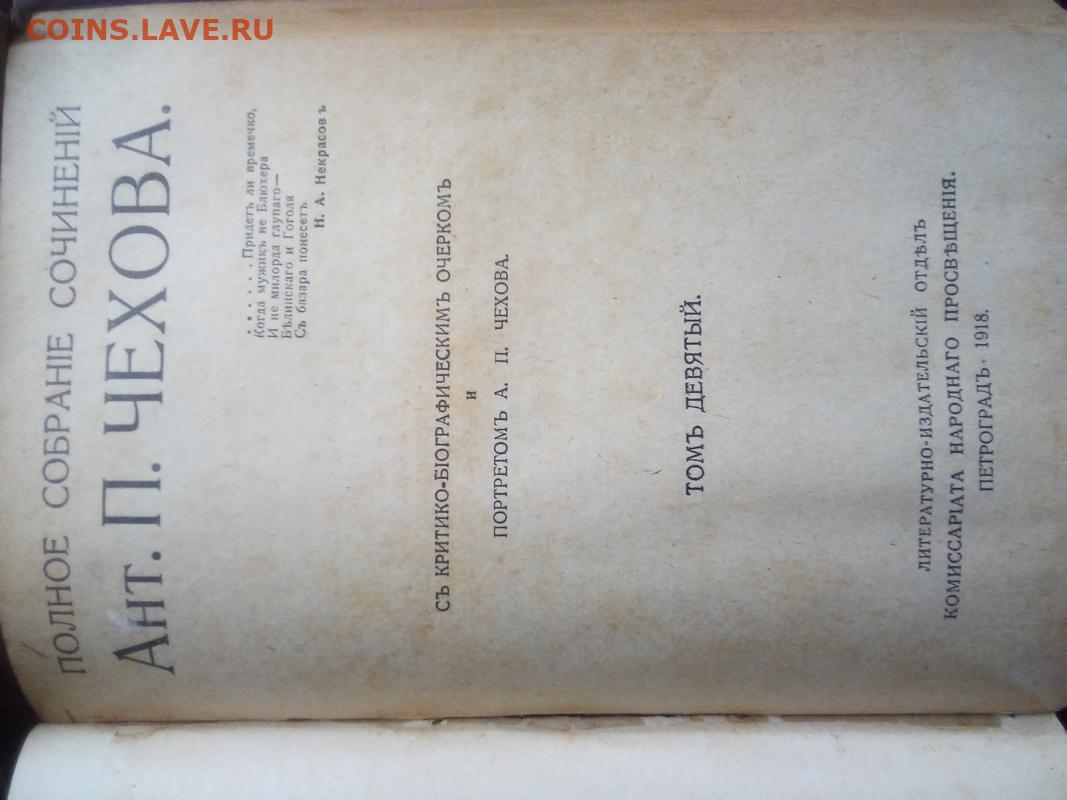 COINS.LAVE.RU
ПОЛНОЕ СОБРАНІЕ СОЧИНЕНІЙ
Ант. П. ЧЕХОВА.
. . . . . . Придетъ ли времечко,
Когда мужикъ не Блюхера
И не милорда глупаго—
Бѣлинскаго и Гоголя
Съ базара понесетъ.
Н. А. Некрасовъ
СЪ КРИТИКО-БІОГРАФИЧЕСКИМЪ ОЧЕРКОМЪ
И
ПОРТРЕТОМЪ А. П. ЧЕХОВА.
ТОМЪ ДЕВЯТЫЙ.
ЛИТЕРАТУРНО-ИЗДАТЕЛЬСКІЙ ОТДѢЛЪ
КОМИССАРІАТА НАРОДНАГО ПРОСВѢЩЕНІЯ.
ПЕТРОГРАДЪ. 1918.